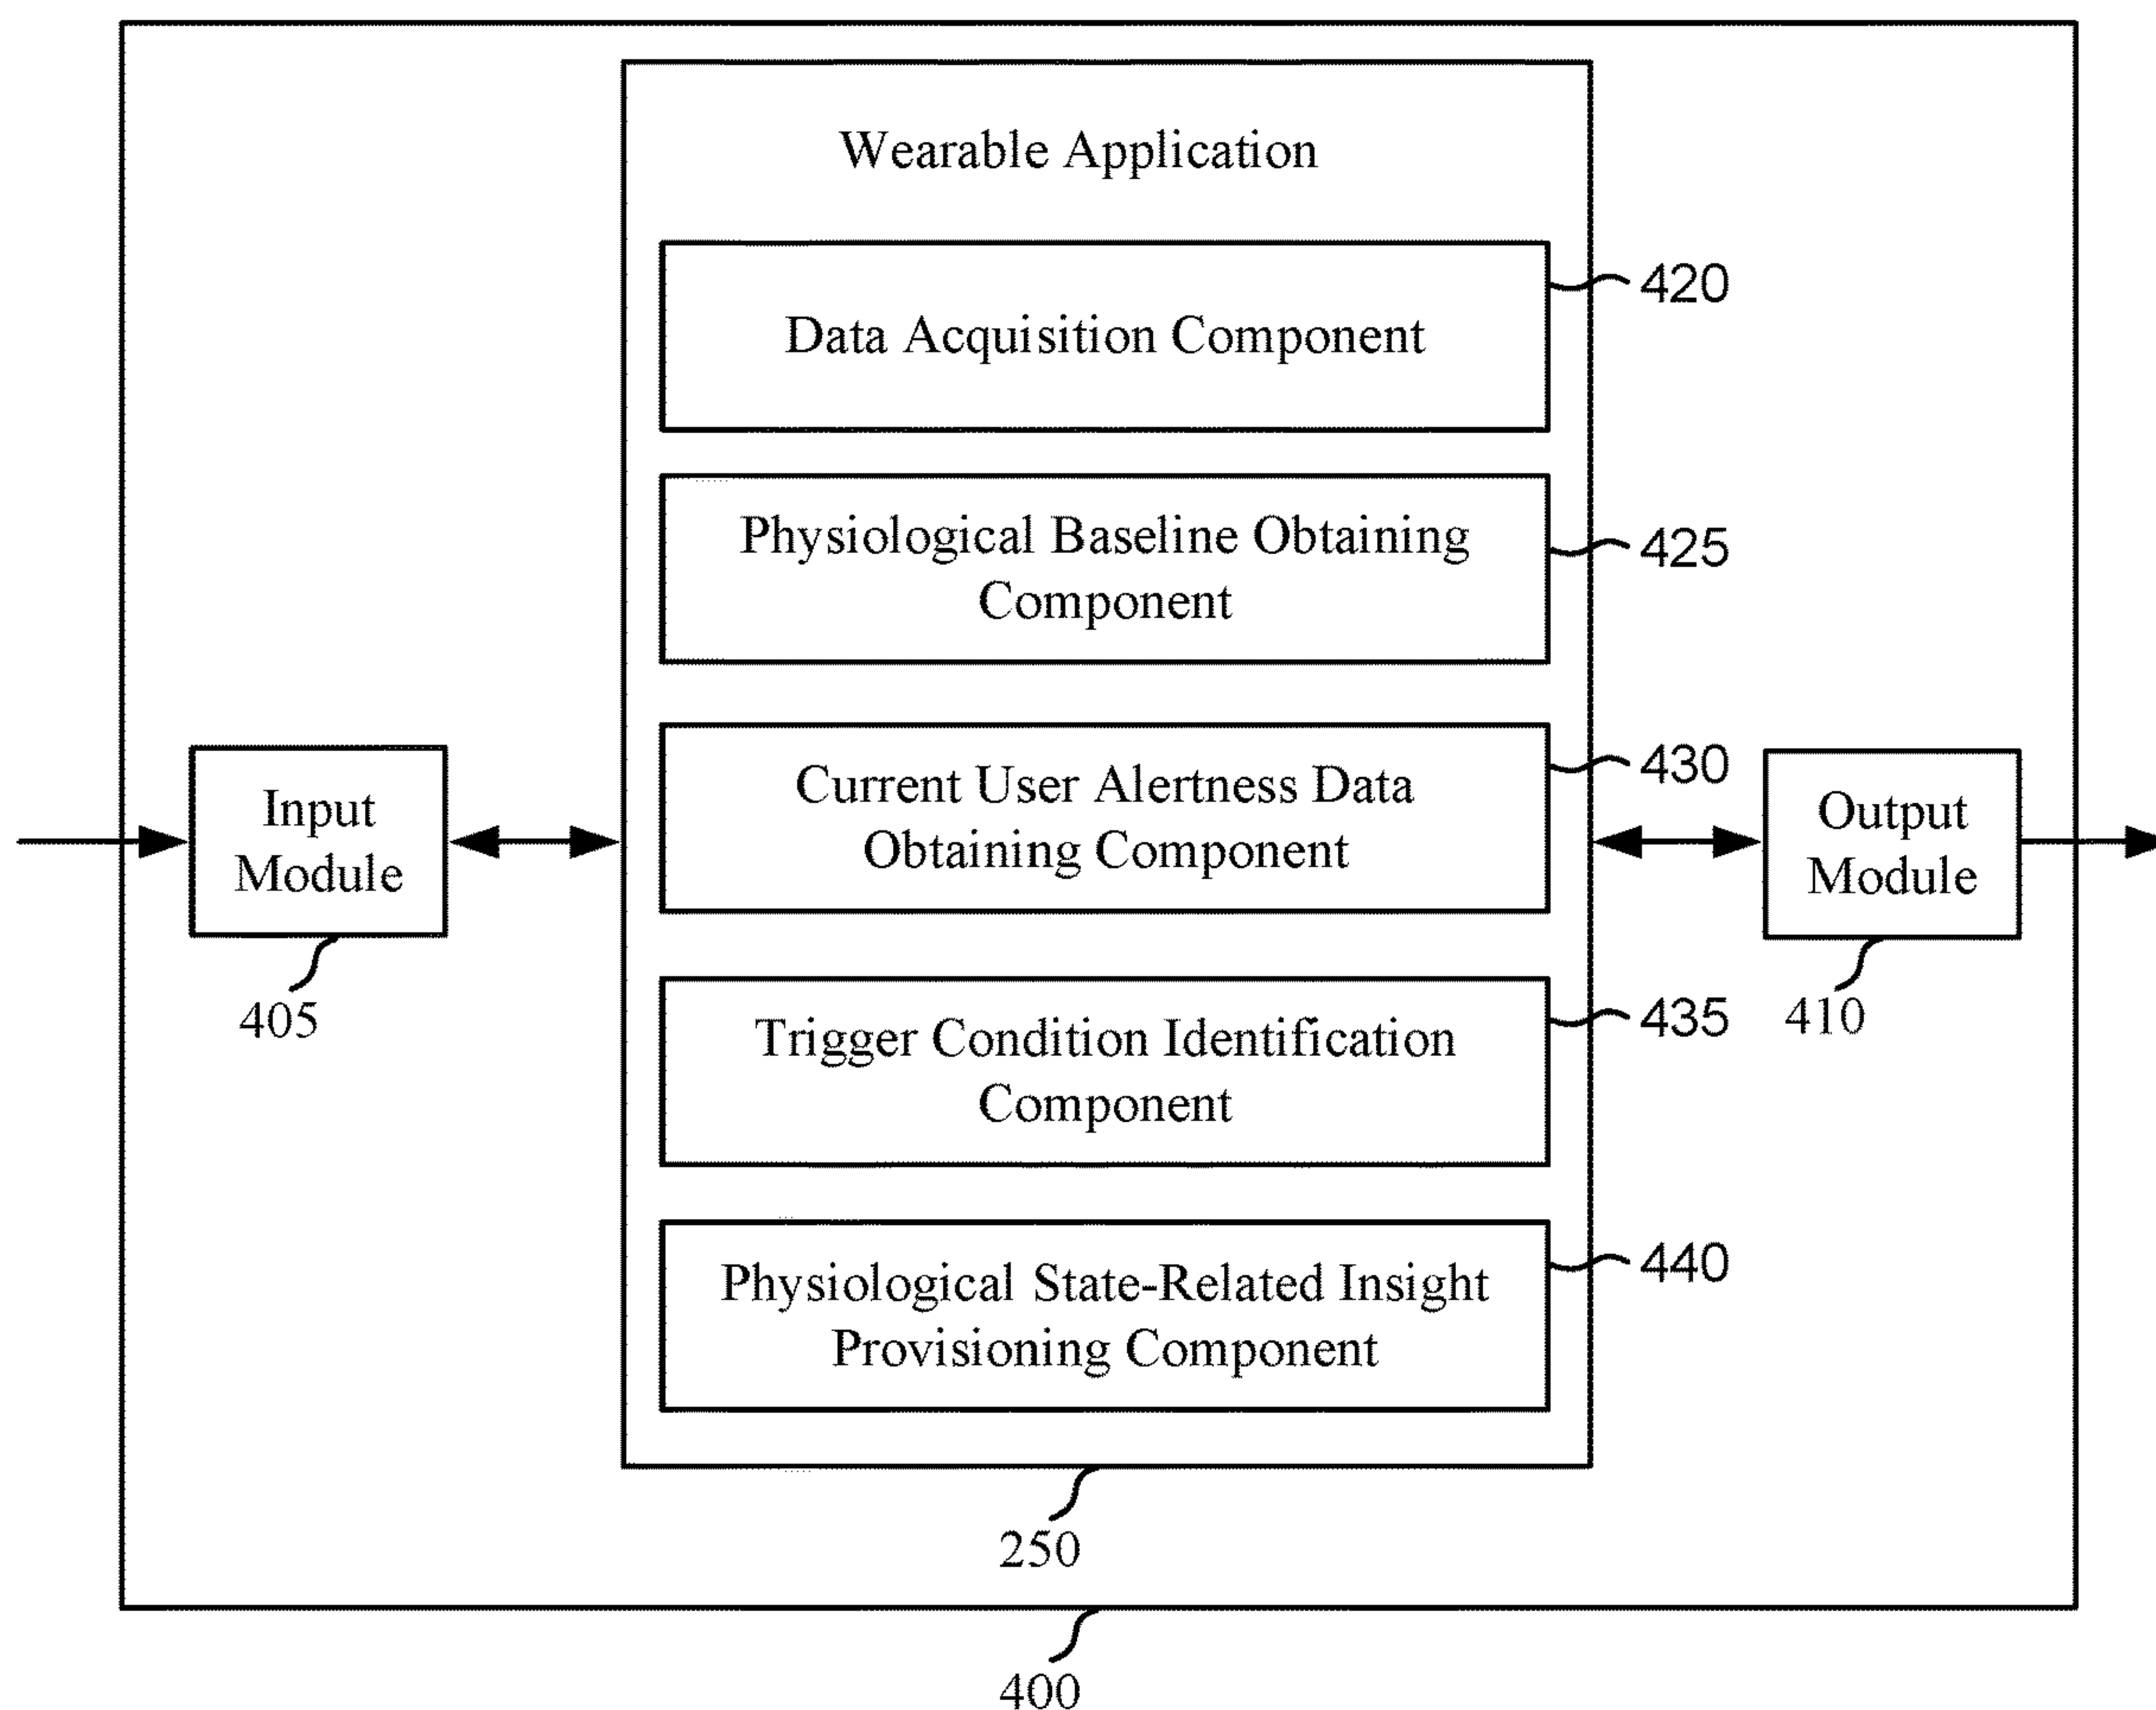 Wearable Application
Data Acquisition Component
420
Physiological Baseline Obtaining
Component
425
Current User Alertness Data
Obtaining Component
430
Input
Module
405
Output
Module
410
Trigger Condition Identification
Component
435
Physiological State-Related Insight
Provisioning Component
440
250
400